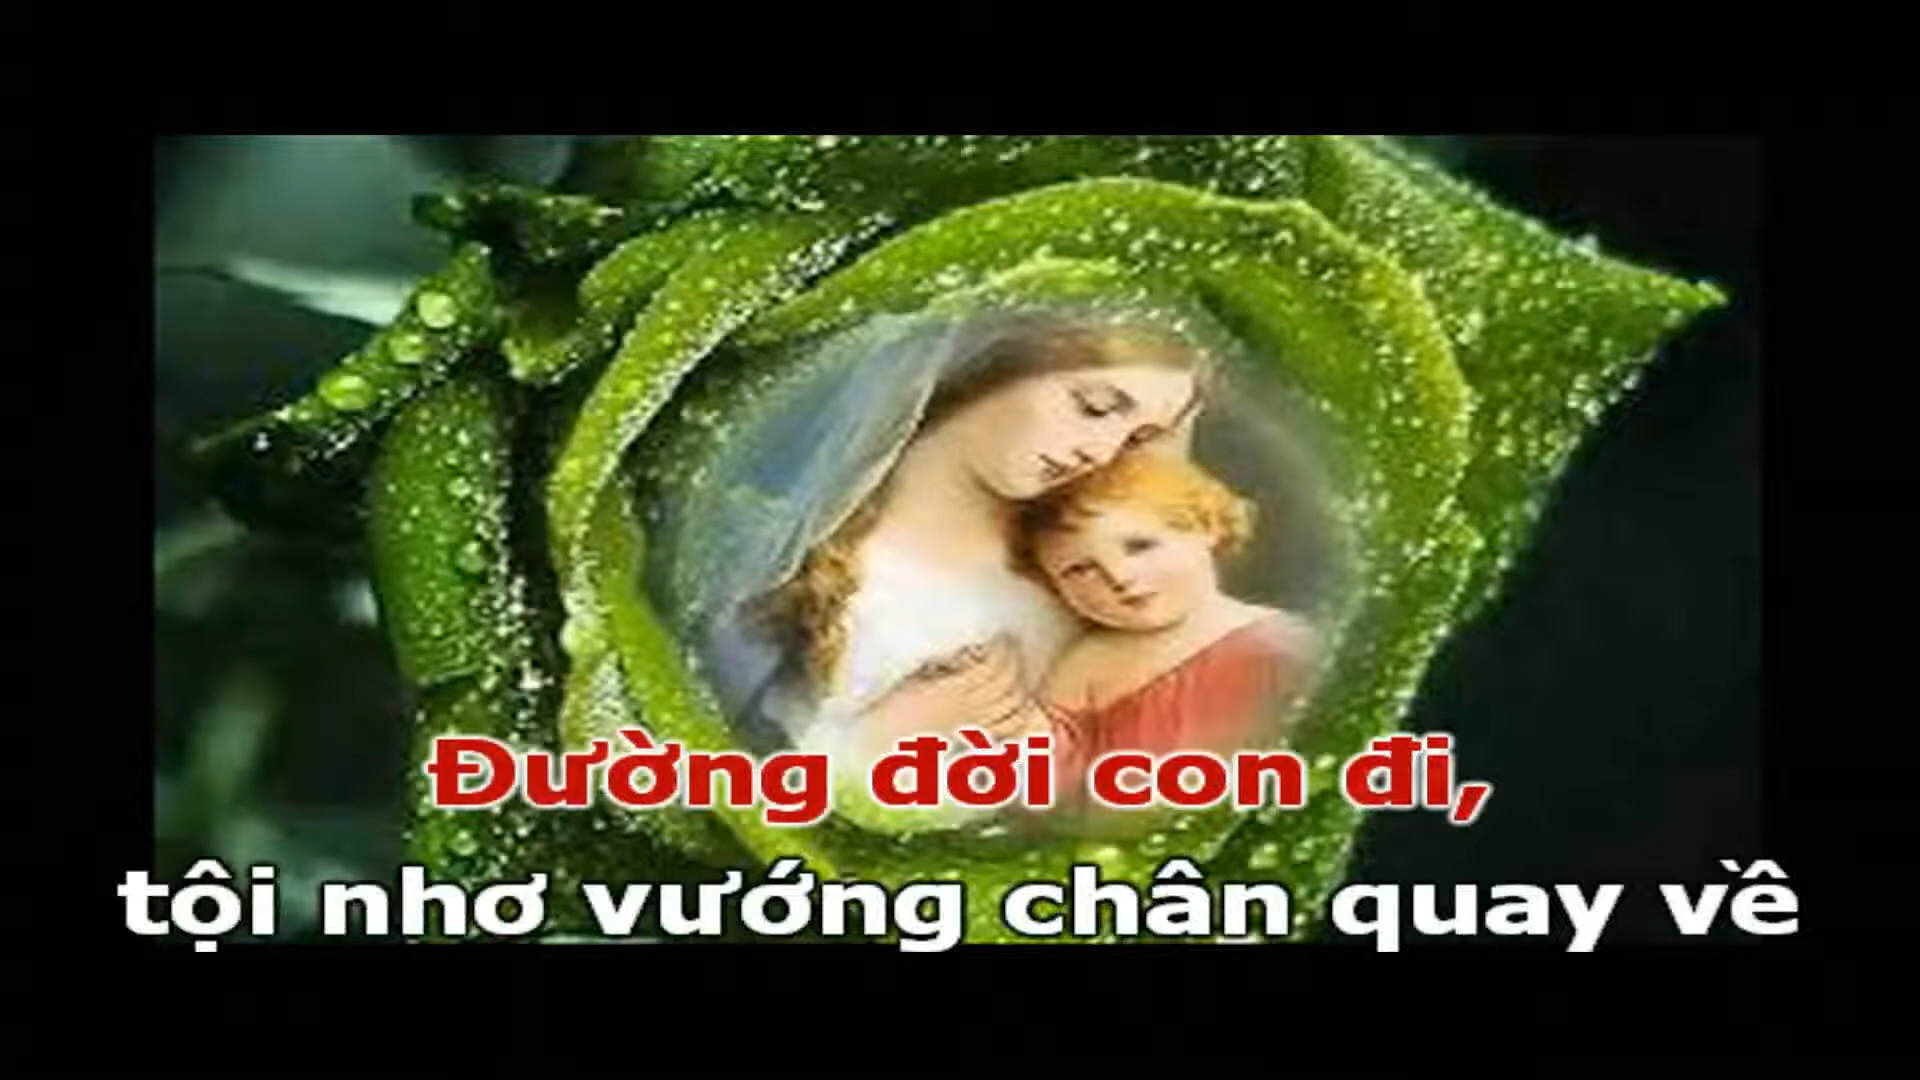 Đường đời con đi,
tội nhơ vướng chân quay về